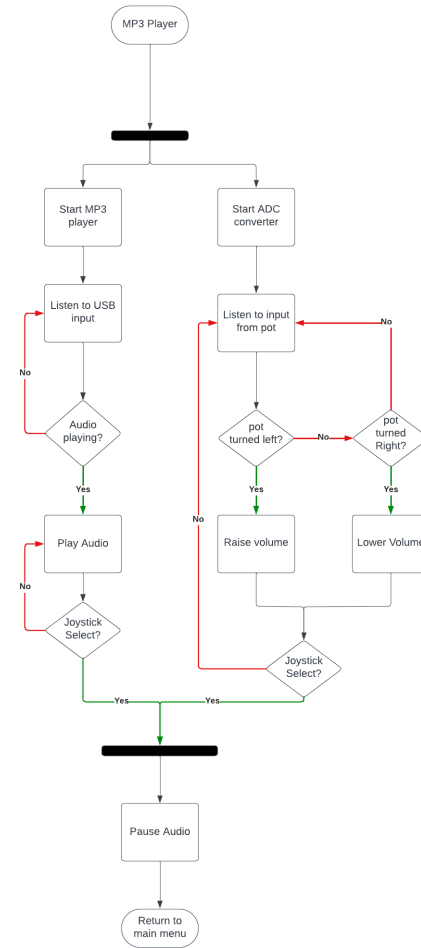 MP3 Player
Start MP3
player
Start ADC
converter
Listen to USB
input
Listen to input
from pot
No
No
Audio
playing?
pot
turned left?
No
pot
turned
Right?
Yes
Yes
Yes
No
Play Audio
Raise volume
Lower Volume
No
Joystick
Select?
Joystick
Select?
Yes
Yes
Pause Audio
Return to
main menu